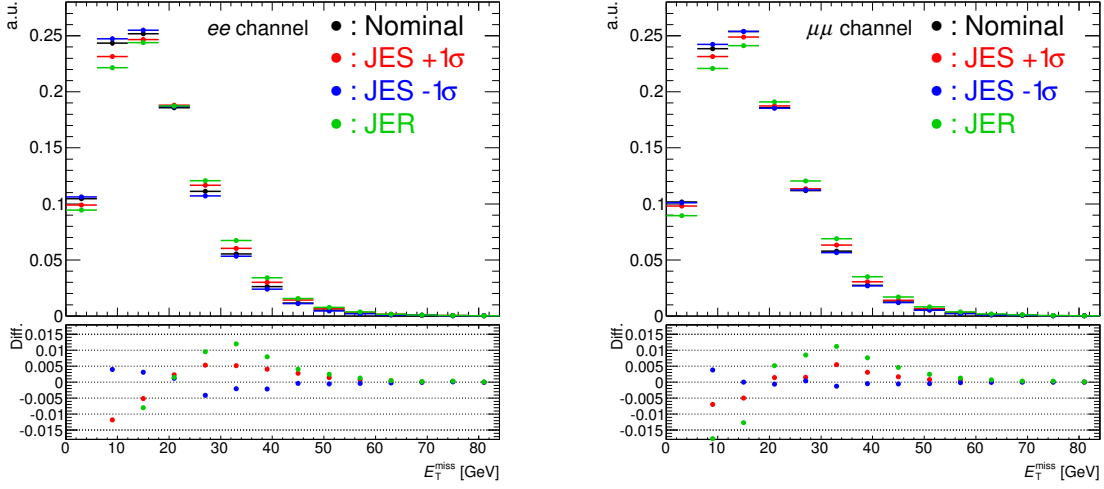 a.u.
ee channel
: Nominal
: JES +1σ
: JES -1σ
: JER
0.25
0.2
0.15
0.1
0.05
0
Diff.
0.015
0.01
0.005
0
-0.005
-0.01
-0.015
0 10 20 30 40 50 60 70 80
E_T^miss [GeV]
a.u.
μμ channel
: Nominal
: JES +1σ
: JES -1σ
: JER
0.25
0.2
0.15
0.1
0.05
0
Diff.
0.015
0.01
0.005
0
-0.005
-0.01
-0.015
0 10 20 30 40 50 60 70 80
E_T^miss [GeV]